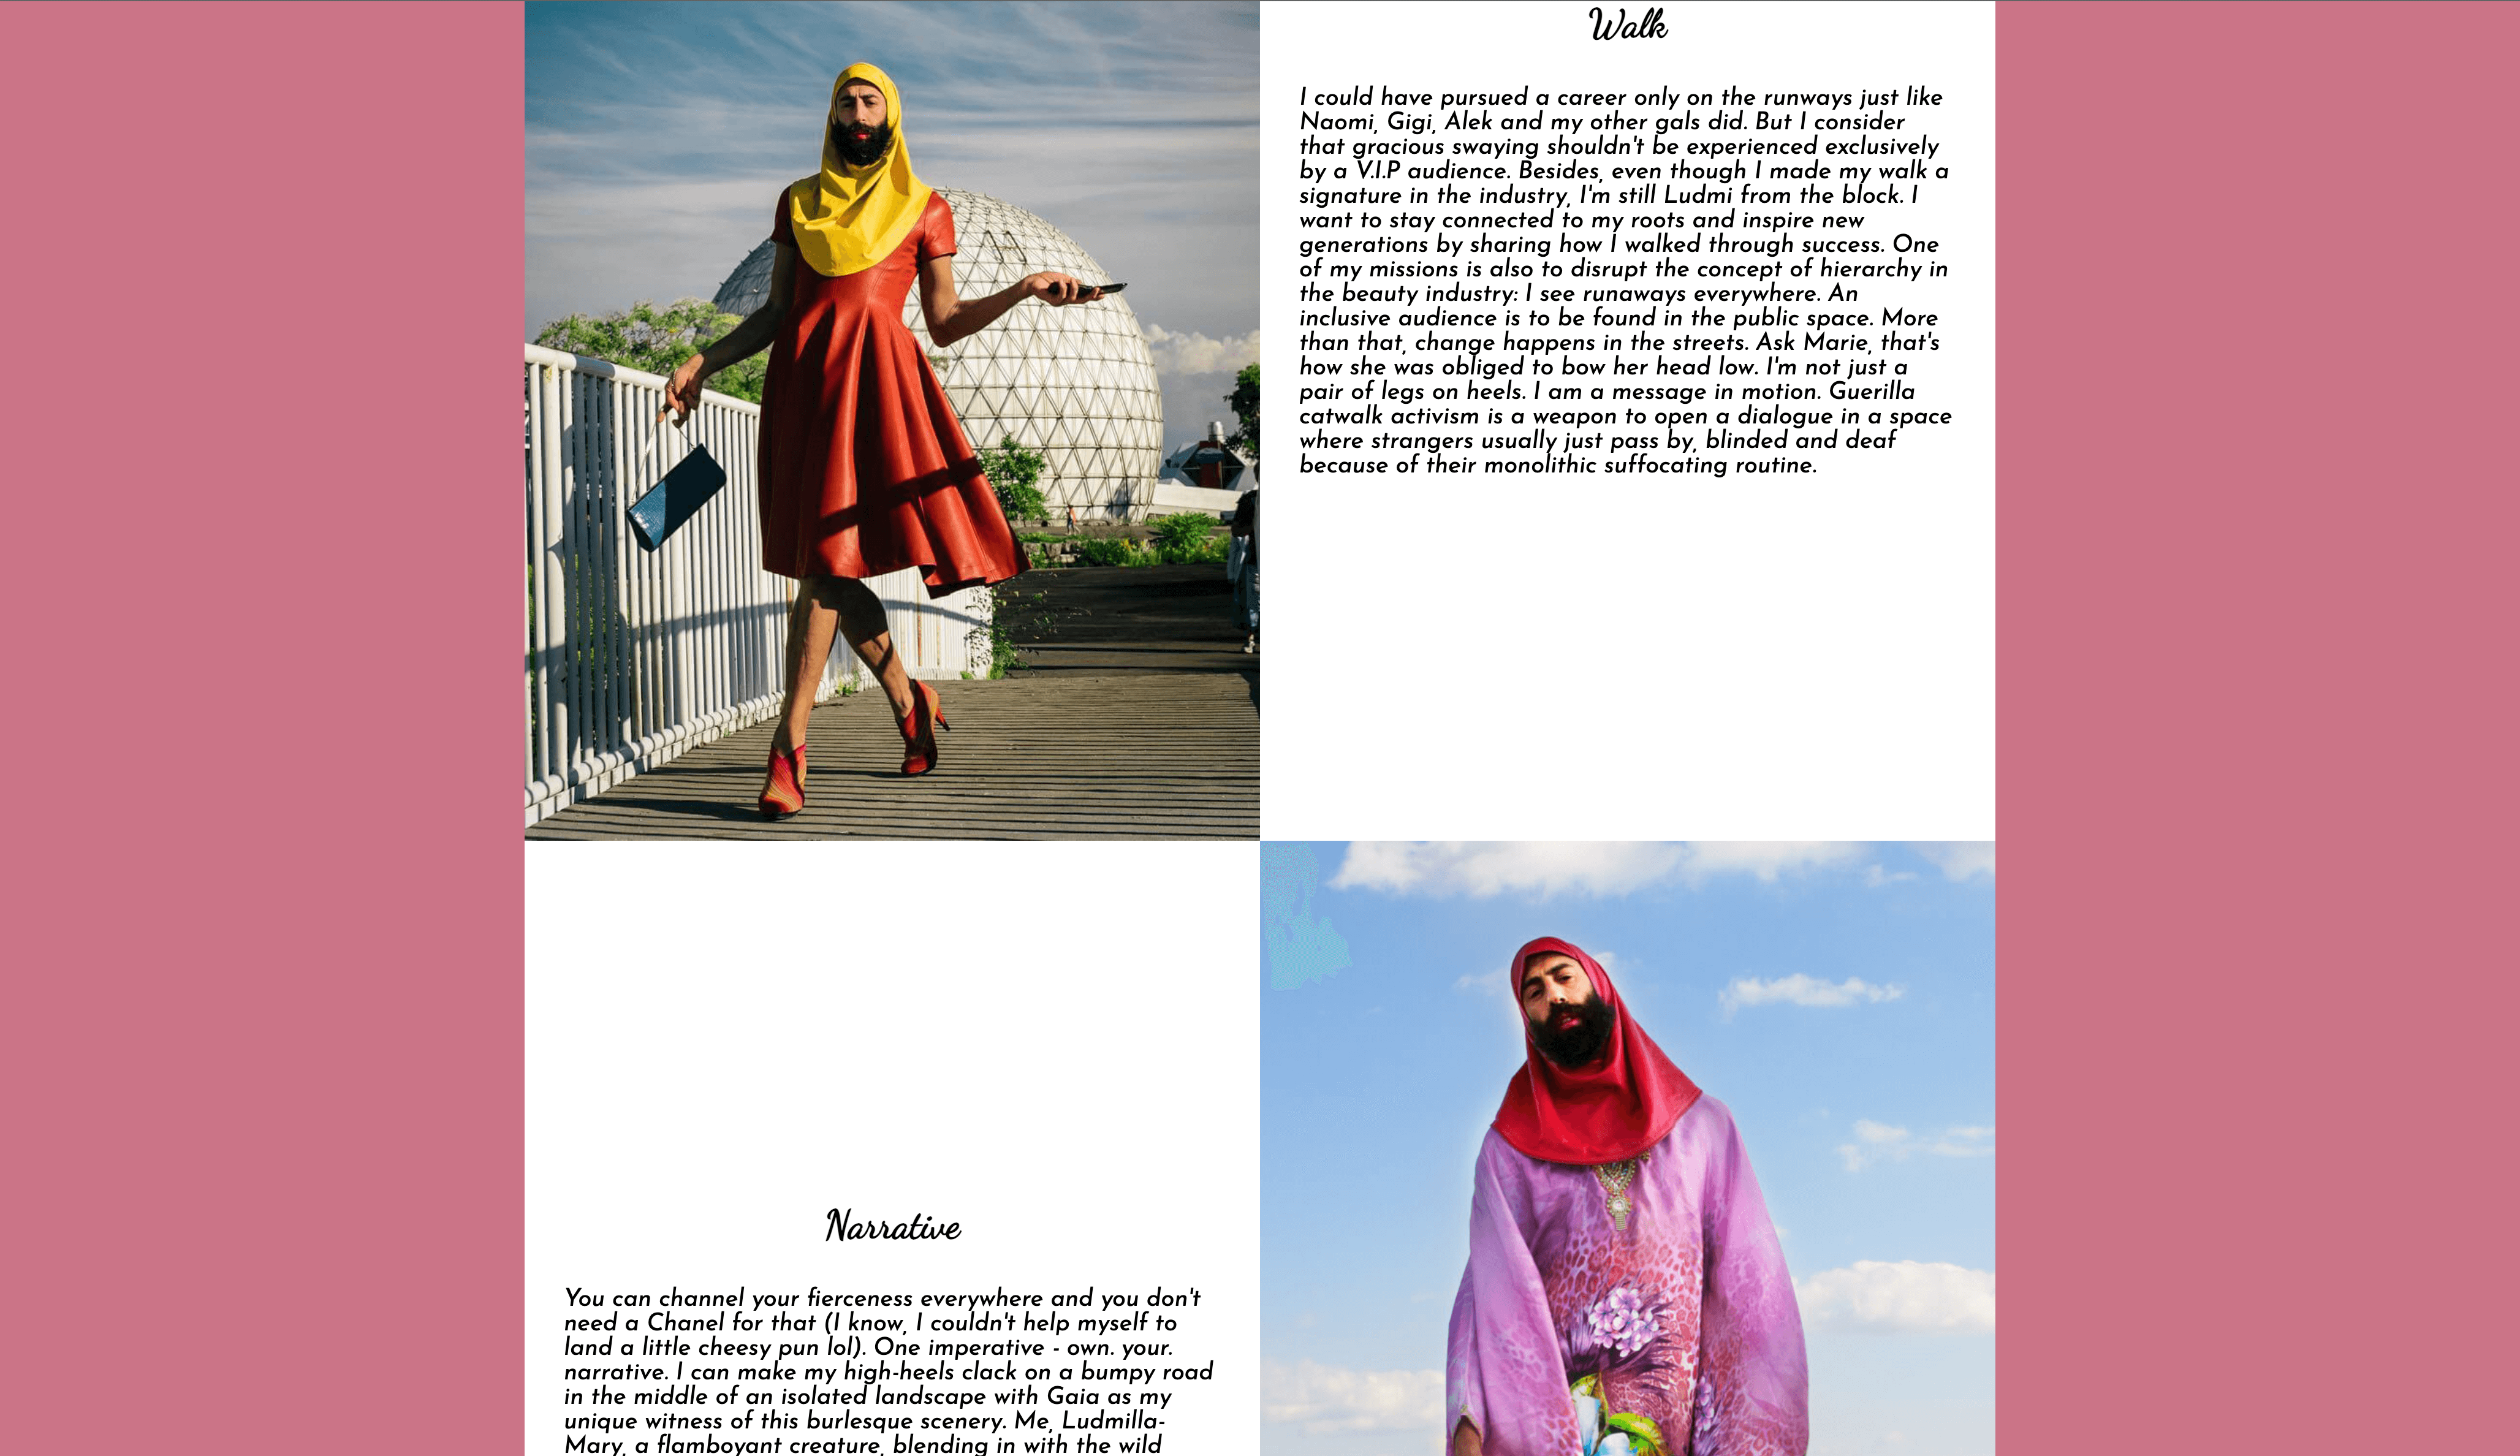 Walk
I could have pursued a career only on the runways just like
Naomi, Gigi, Alek and my other gals did. But I consider
that gracious swaying shouldn't be experienced exclusively
by a V.I.P audience. Besides, even though I made my walk a
signature in the industry, I'm still Ludmi from the block. I
want to stay connected to my roots and inspire new
generations by sharing how I walked through success. One
of my missions is also to disrupt the concept of hierarchy in
the beauty industry: I see runaways everywhere. An
inclusive audience is to be found in the public space. More
than that, change happens in the streets. Ask Marie, that's
how she was obliged to bow her head low. I'm not just a
pair of legs on heels. I am a message in motion. Guerilla
catwalk activism is a weapon to open a dialogue in a space
where strangers usually just pass by, blinded and deaf
because of their monolithic suffocating routine.
Narrative
You can channel your fierceness everywhere and you don't
need a Chanel for that (I know, I couldn't help myself to
land a little cheesy pun lol). One imperative - own. your.
narrative. I can make my high-heels clack on a bumpy road
in the middle of an isolated landscape with Gaia as my
unique witness of this burlesque scenery. Me, Ludmilla-
Mary, a flamboyant creature, blending in with the wild